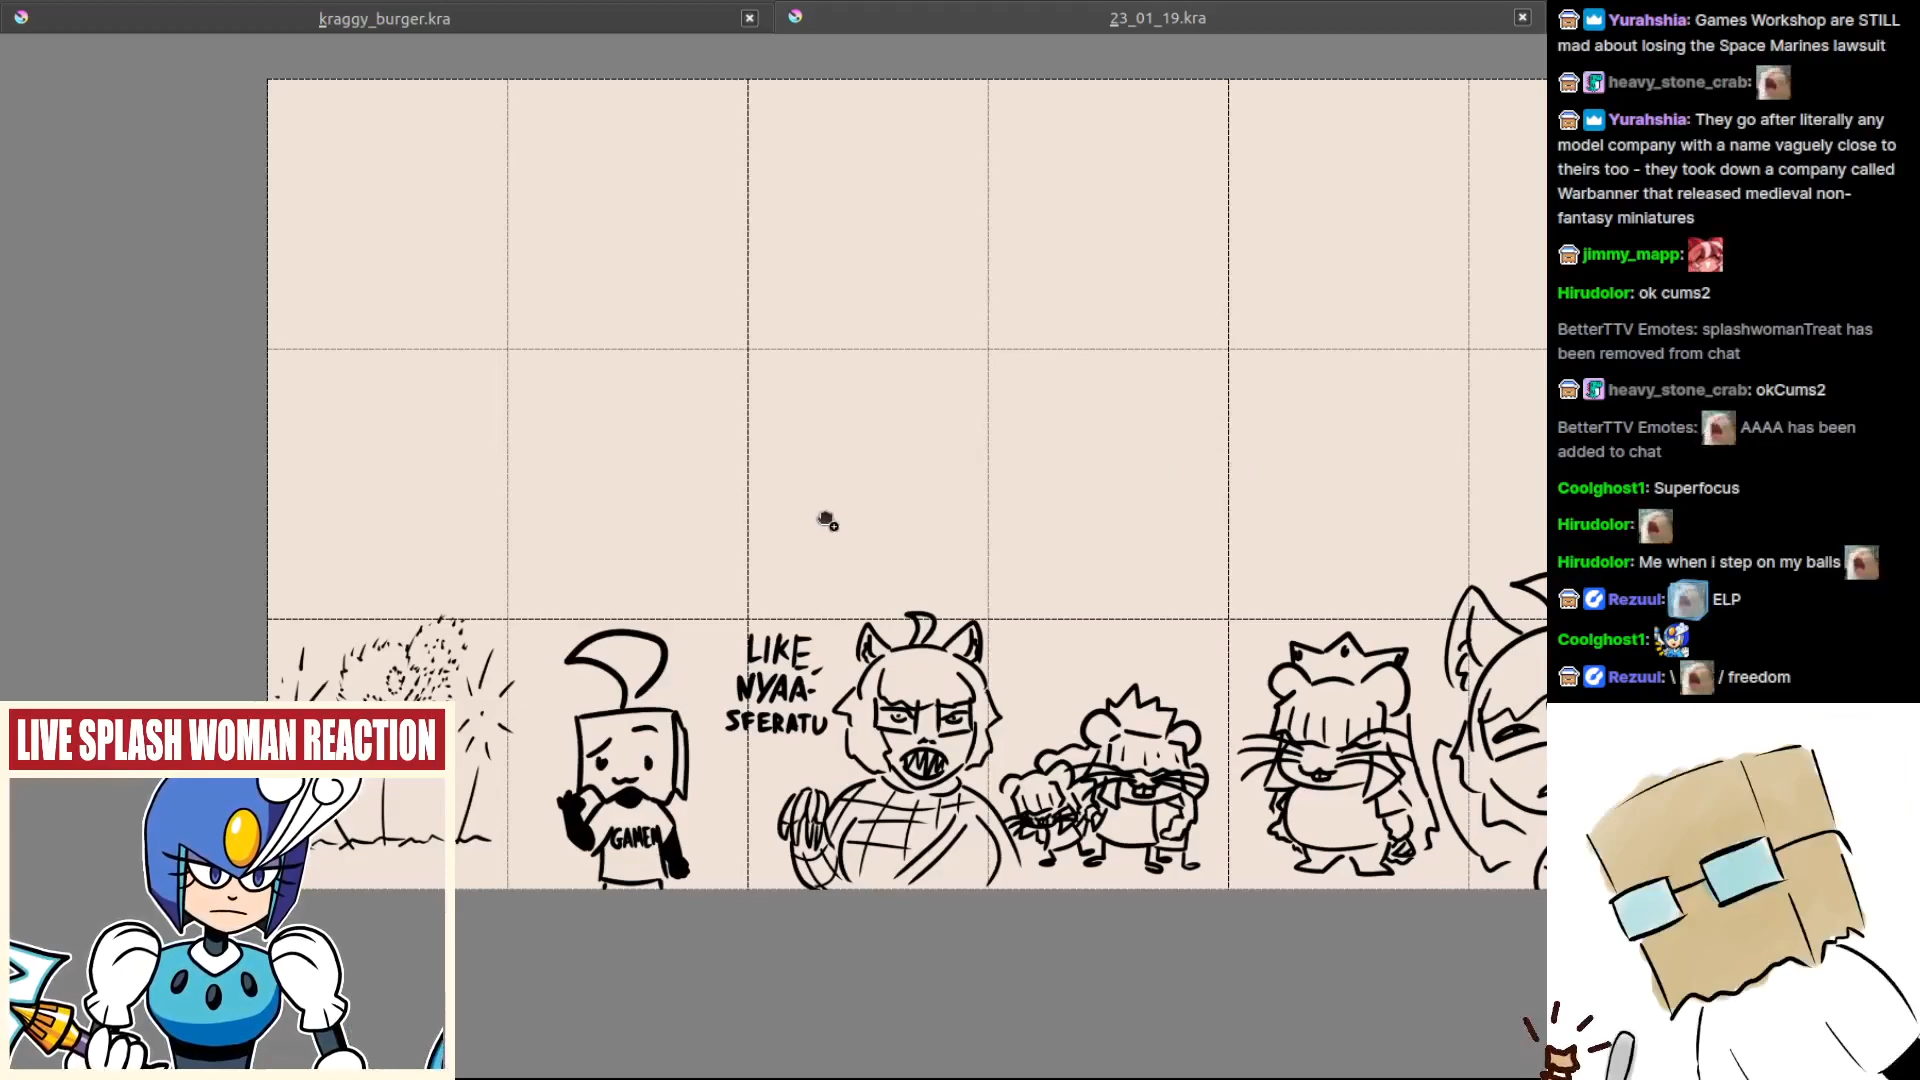 kraggy_burger.kra
23_01_19.kra
Yurahshia: Games Workshop are STILL
mad about losing the Space Marines lawsuit
heavy_stone_crab:
Yurahshia: They go after literally any
model company with a name vaguely close to
theirs too - they took down a company called
Warbanner that released medieval non-
fantasy miniatures
jimmy_mapp:
Hirudolor: ok cums2
BetterTTV Emotes: splashwomanTreat has
been removed from chat
heavy_stone_crab: okCums2
BetterTTV Emotes: AAAA has been
added to chat
Coolghost1: Superfocus
Hirudolor:
Hirudolor: Me when i step on my balls
Rezuul: ELP
Coolghost1:
Rezuul: \ / freedom
LIKE
NYAA-
SFERATU
GAMER
LIVE SPLASH WOMAN REACTION